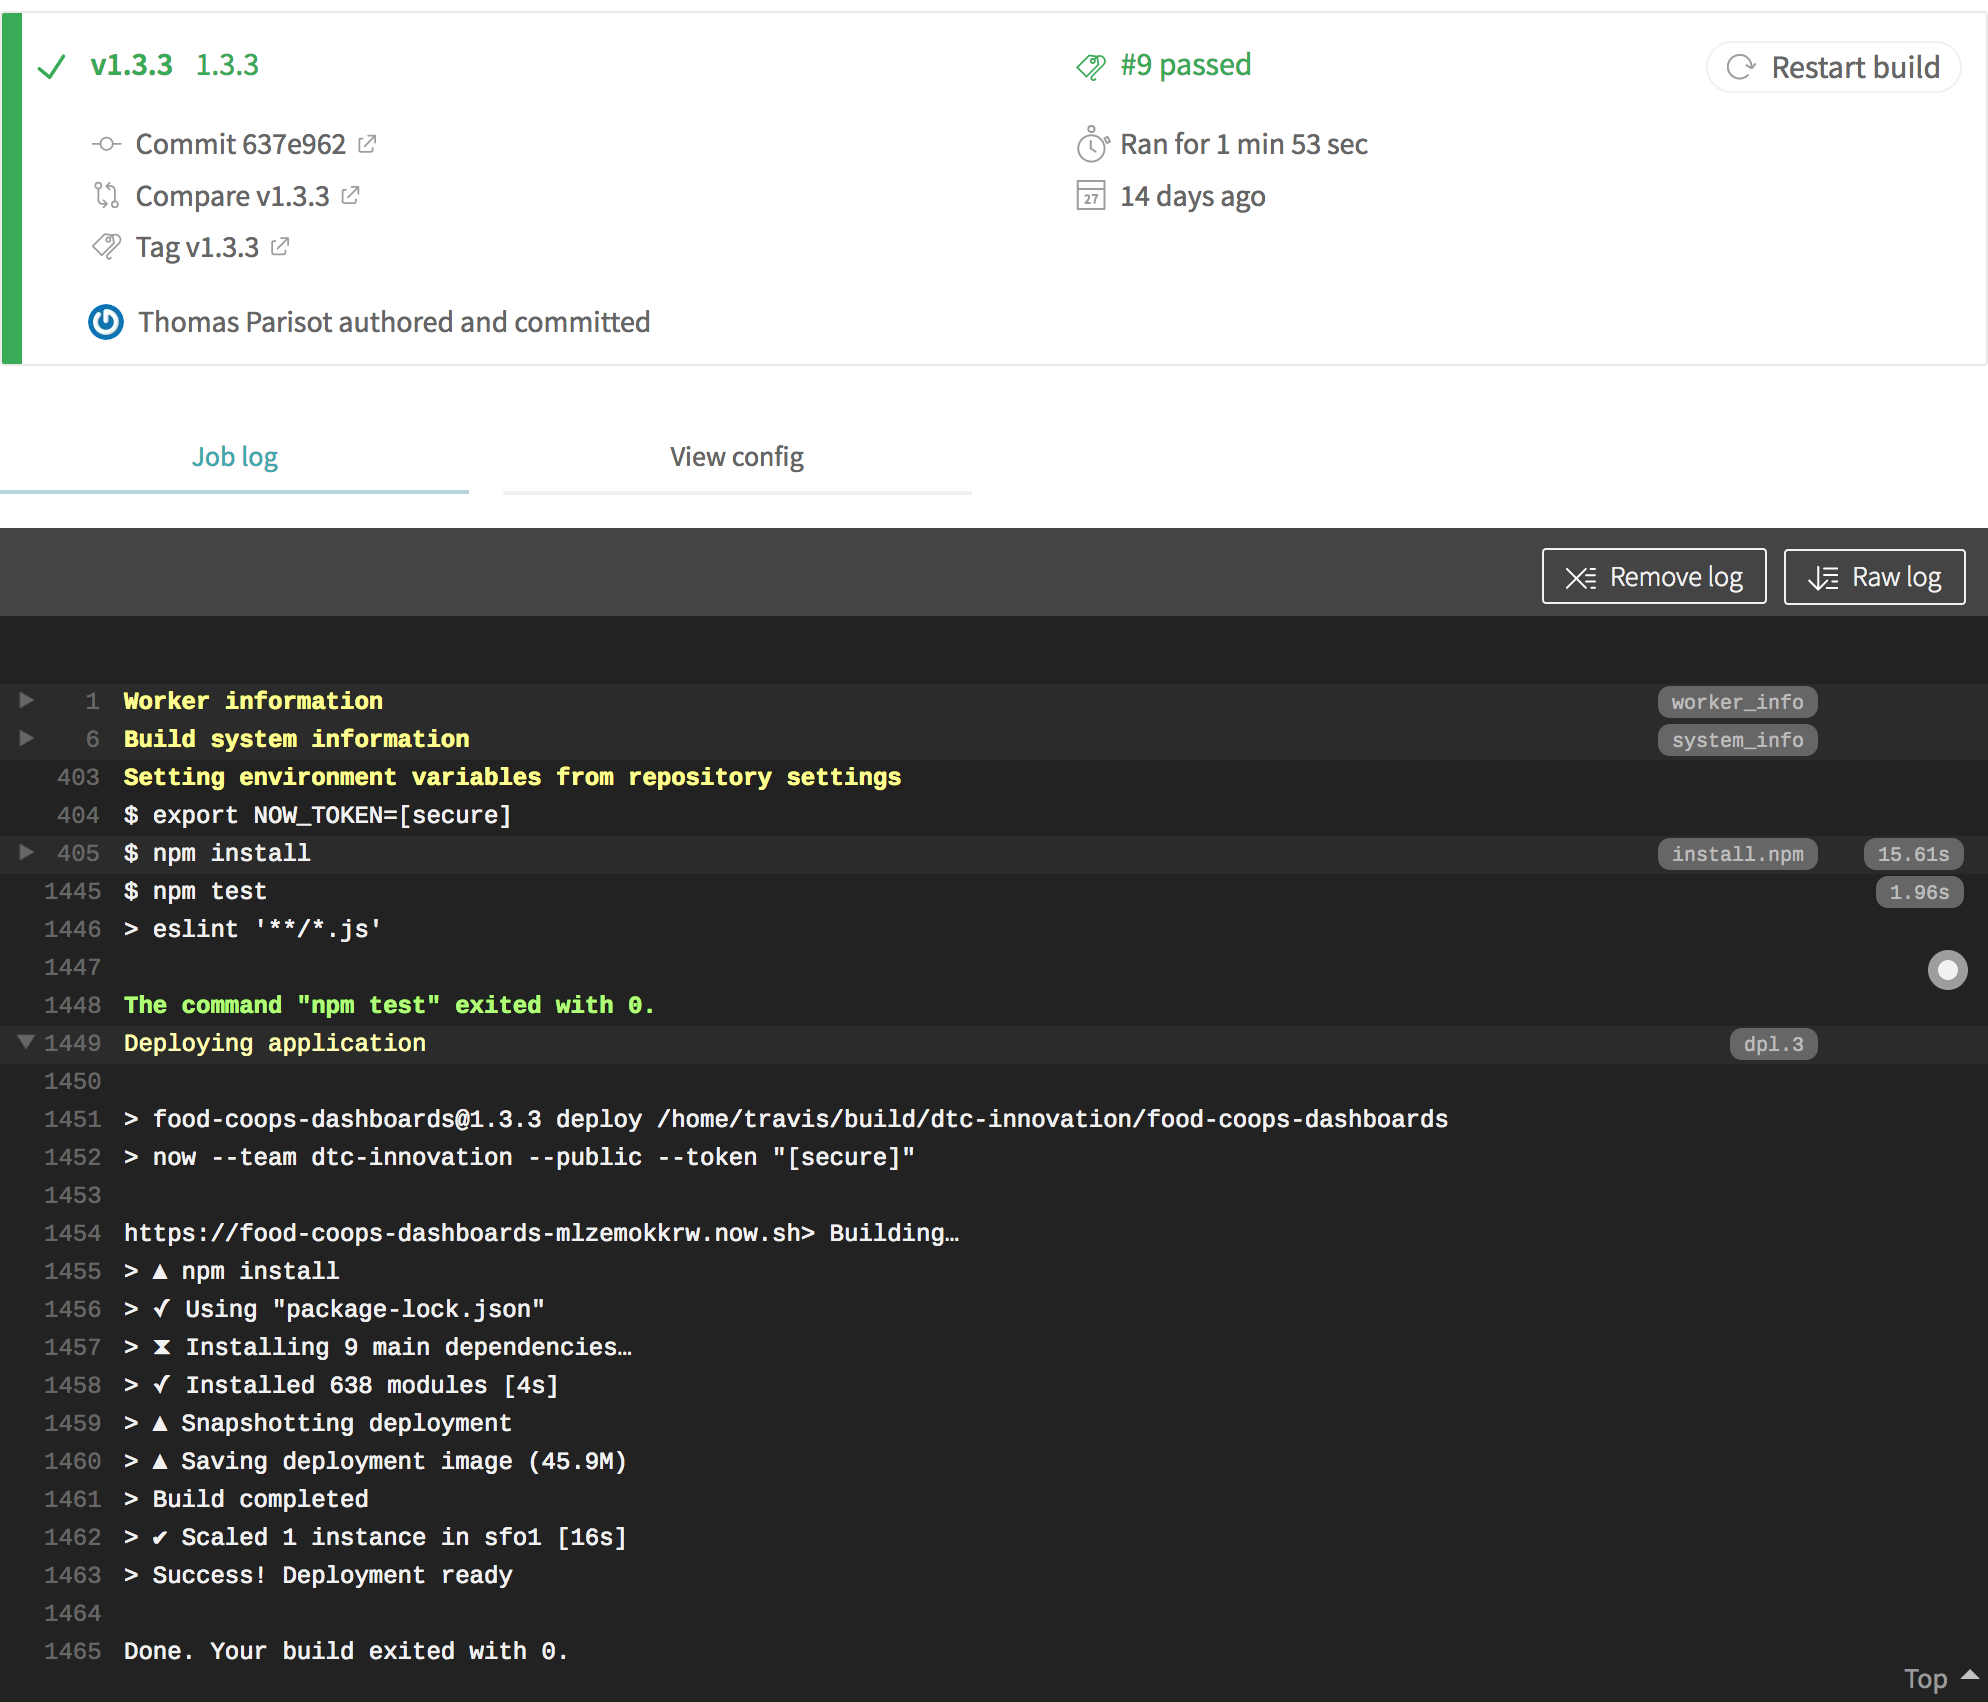 v1.3.3 1.3.3
#9 passed
Restart build
Commit 637e962
Ran for 1 min 53 sec
Compare v1.3.3
27 14 days ago
Tag v1.3.3
Thomas Parisot authored and committed
Job log
View config
Remove log
Raw log
1 Worker information worker_info
6 Build system information system_info
403 Setting environment variables from repository settings
404 $ export NOW_TOKEN=[secure]
405 $ npm install install.npm 15.61s
1445 $ npm test 1.96s
1446 > eslint '**/*.js'
1447
1448 The command "npm test" exited with 0.
1449 Deploying application dpl.3
1450
1451 > food-coops-dashboards@1.3.3 deploy /home/travis/build/dtc-innovation/food-coops-dashboards
1452 > now --team dtc-innovation --public --token "[secure]"
1453
1454 https://food-coops-dashboards-mlzemokkrw.now.sh> Building…
1455 > ▲ npm install
1456 > ✓ Using "package-lock.json"
1457 > ⧗ Installing 9 main dependencies…
1458 > ✓ Installed 638 modules [4s]
1459 > ▲ Snapshotting deployment
1460 > ▲ Saving deployment image (45.9M)
1461 > Build completed
1462 > ✔ Scaled 1 instance in sfo1 [16s]
1463 > Success! Deployment ready
1464
1465 Done. Your build exited with 0.
Top